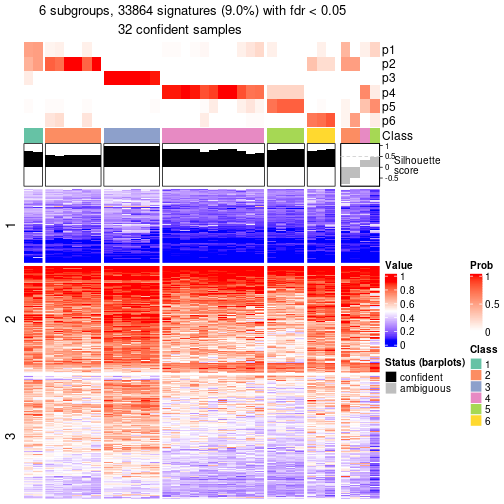 6 subgroups, 33864 signatures (9.0%) with fdr < 0.05
32 confident samples
p1
p2
p3
p4
p5
p6
Class
1
0.5
0
-0.5
Silhouette
score
1
2
3
Value
1
0.8
0.6
0.4
0.2
0
Status (barplots)
confident
ambiguous
Prob
1
0.5
0
Class
1
2
3
4
5
6